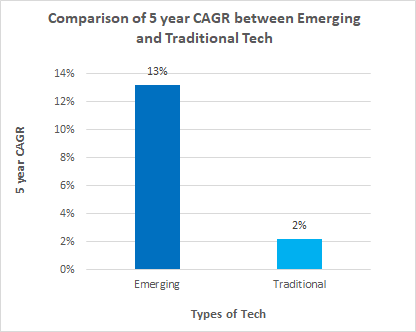 Comparison of 5 year CAGR between Emerging
and Traditional Tech
14%
12%
10%
8%
6%
4%
2%
0%
5 year CAGR
13%
2%
Emerging
Traditional
Types of Tech